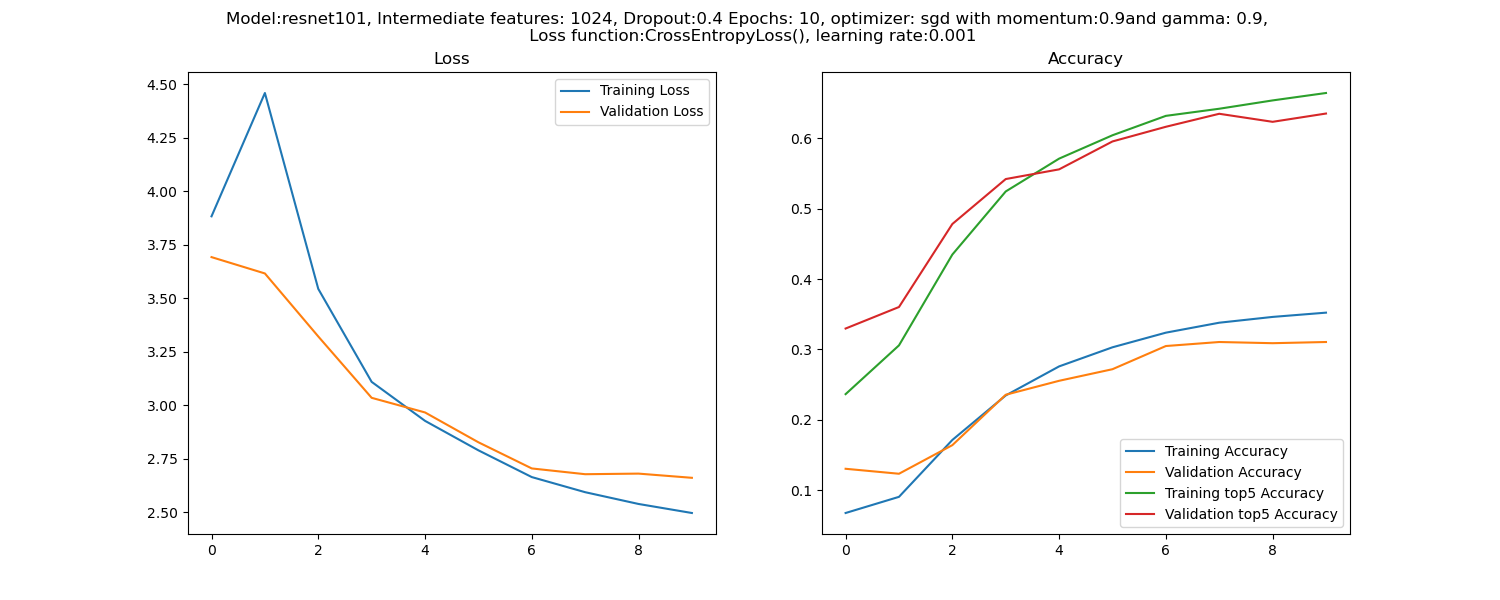 Model:resnet101, Intermediate features: 1024, Dropout:0.4 Epochs: 10, optimizer: sgd with momentum:0.9and gamma: 0.9,
Loss function:CrossEntropyLoss(), learning rate:0.001
Loss
4.50
4.25
4.00
3.75
3.50
3.25
3.00
2.75
2.50
0
2
4
6
8
Training Loss
Validation Loss
Accuracy
0.6
0.5
0.4
0.3
0.2
0.1
0
2
4
6
8
Training Accuracy
Validation Accuracy
Training top5 Accuracy
Validation top5 Accuracy